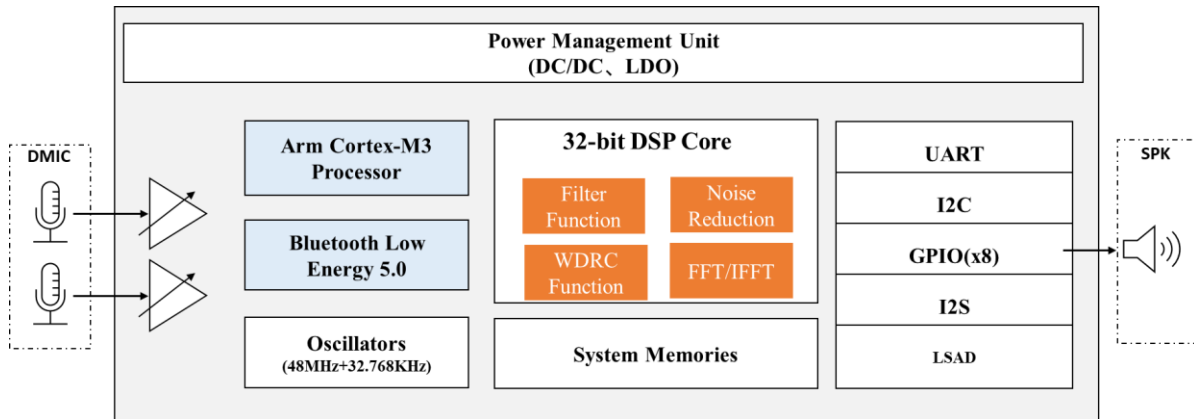 Power Management Unit
(DC/DC、LDO)
DMIC
Arm Cortex-M3
Processor
Bluetooth Low
Energy 5.0
Oscillators
(48MHz+32.768KHz)
32-bit DSP Core
Filter
Function
Noise
Reduction
WDRC
Function
FFT/IFFT
System Memories
UART
I2C
GPIO(x8)
I2S
LSAD
SPK